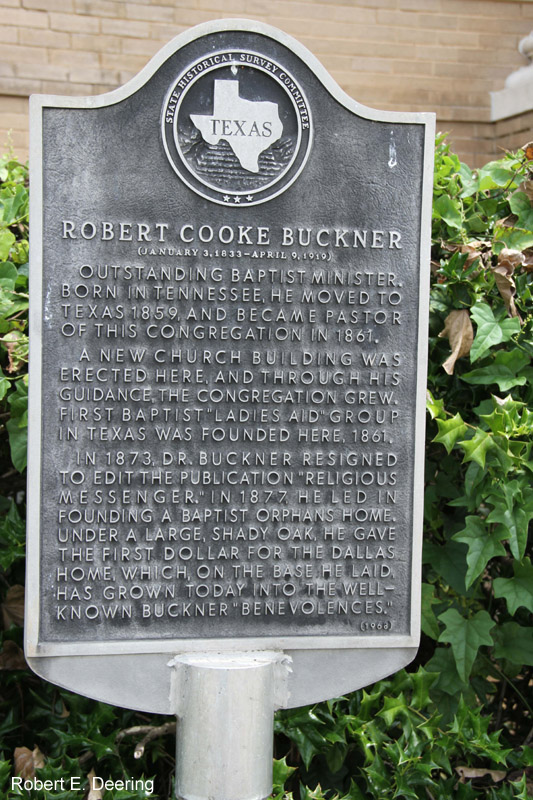 STATE HISTORICAL SURVEY COMMITTEE
TEXAS
ROBERT COOKE BUCKNER
(JANUARY 3, 1833–APRIL 9, 1919)
OUTSTANDING BAPTIST MINISTER.
BORN IN TENNESSEE, HE MOVED TO
TEXAS 1859, AND BECAME PASTOR
OF THIS CONGREGATION IN 1861.
A NEW CHURCH BUILDING WAS
ERECTED HERE, AND THROUGH HIS
GUIDANCE, THE CONGREGATION GREW.
FIRST BAPTIST "LADIES AID" GROUP
IN TEXAS WAS FOUNDED HERE, 1861.
IN 1873, DR. BUCKNER RESIGNED
TO EDIT THE PUBLICATION "RELIGIOUS
MESSENGER." IN 1877, HE LED IN
FOUNDING A BAPTIST ORPHANS HOME.
UNDER A LARGE, SHADY OAK, HE GAVE
THE FIRST DOLLAR FOR THE DALLAS
HOME, WHICH, ON THE BASE HE LAID,
HAS GROWN TODAY INTO THE WELL-
KNOWN BUCKNER "BENEVOLENCES."
(1968)
Robert E. Deering